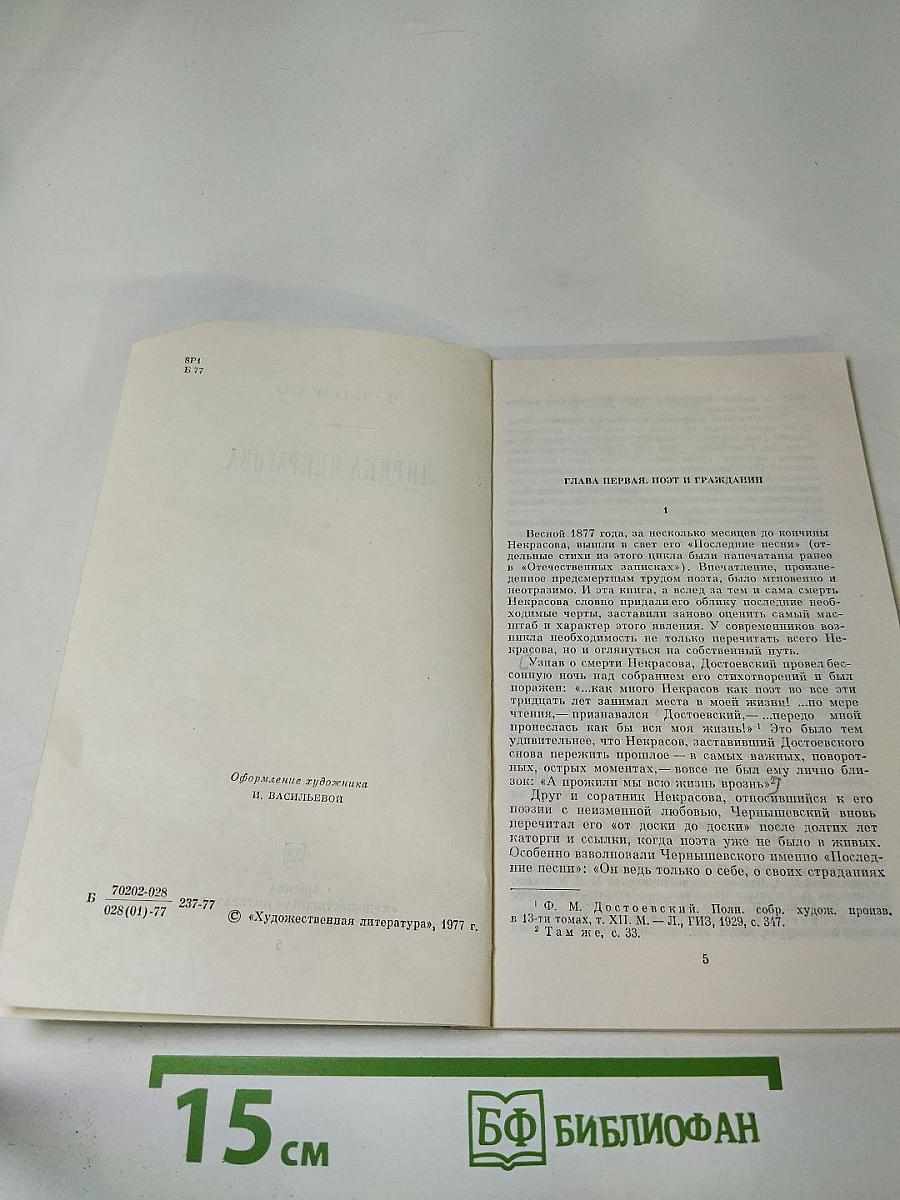 8Р1
Б 77
Оформление художника
И. ВАСИЛЬЕВОЙ
Б 70202-028 237-77
028(01)-77
© «Художественная литература», 1977 г.
ГЛАВА ПЕРВАЯ. ПОЭТ И ГРАЖДАНИН
1
Весной 1877 года, за несколько месяцев до кончины
Некрасова, вышли в свет его «Последние песни» (от-
дельные стихи из этого цикла были напечатаны ранее
в «Отечественных записках»). Впечатление, произве-
денное предсмертным трудом поэта, было мгновенно и
неотразимо. И эта книга, а вслед за тем и сама смерть
Некрасова словно придали его облику последние необ-
ходимые черты, заставили заново оценить самый мас-
штаб и характер этого явления. У современников воз-
никла необходимость не только перечитать всего Не-
красова, но и оглянуться на собственный путь.
Узнав о смерти Некрасова, Достоевский провел бес-
сонную ночь над собранием его стихотворений и был
поражен: «...как много Некрасов как поэт во все эти
тридцать лет занимал места в моей жизни! ...по мере
чтения,— признавался Достоевский,— ...передо мной
пронеслась как бы вся моя жизнь!» 1 Это было тем
удивительнее, что Некрасов, заставивший Достоевского
снова пережить прошлое — в самых важных, поворот-
ных, острых моментах,— вовсе не был ему лично бли-
зок: «А прожили мы всю жизнь врознь» 2
Друг и соратник Некрасова, относившийся к его
поэзии с неизменной любовью, Чернышевский вновь
перечитал его «от доски до доски» после долгих лет
каторги и ссылки, когда поэта уже не было в живых.
Особенно взволновали Чернышевского именно «Послед-
ние песни»: «Он ведь только о себе, о своих страданиях
1 Ф. М. Достоевский. Полн. собр. худож. произв.
в 13-ти томах, т. XII. М. — Л., ГИЗ, 1929, с. 347.
2 Там же, с. 33.
5
15 см
БФ БИБЛИОФАН